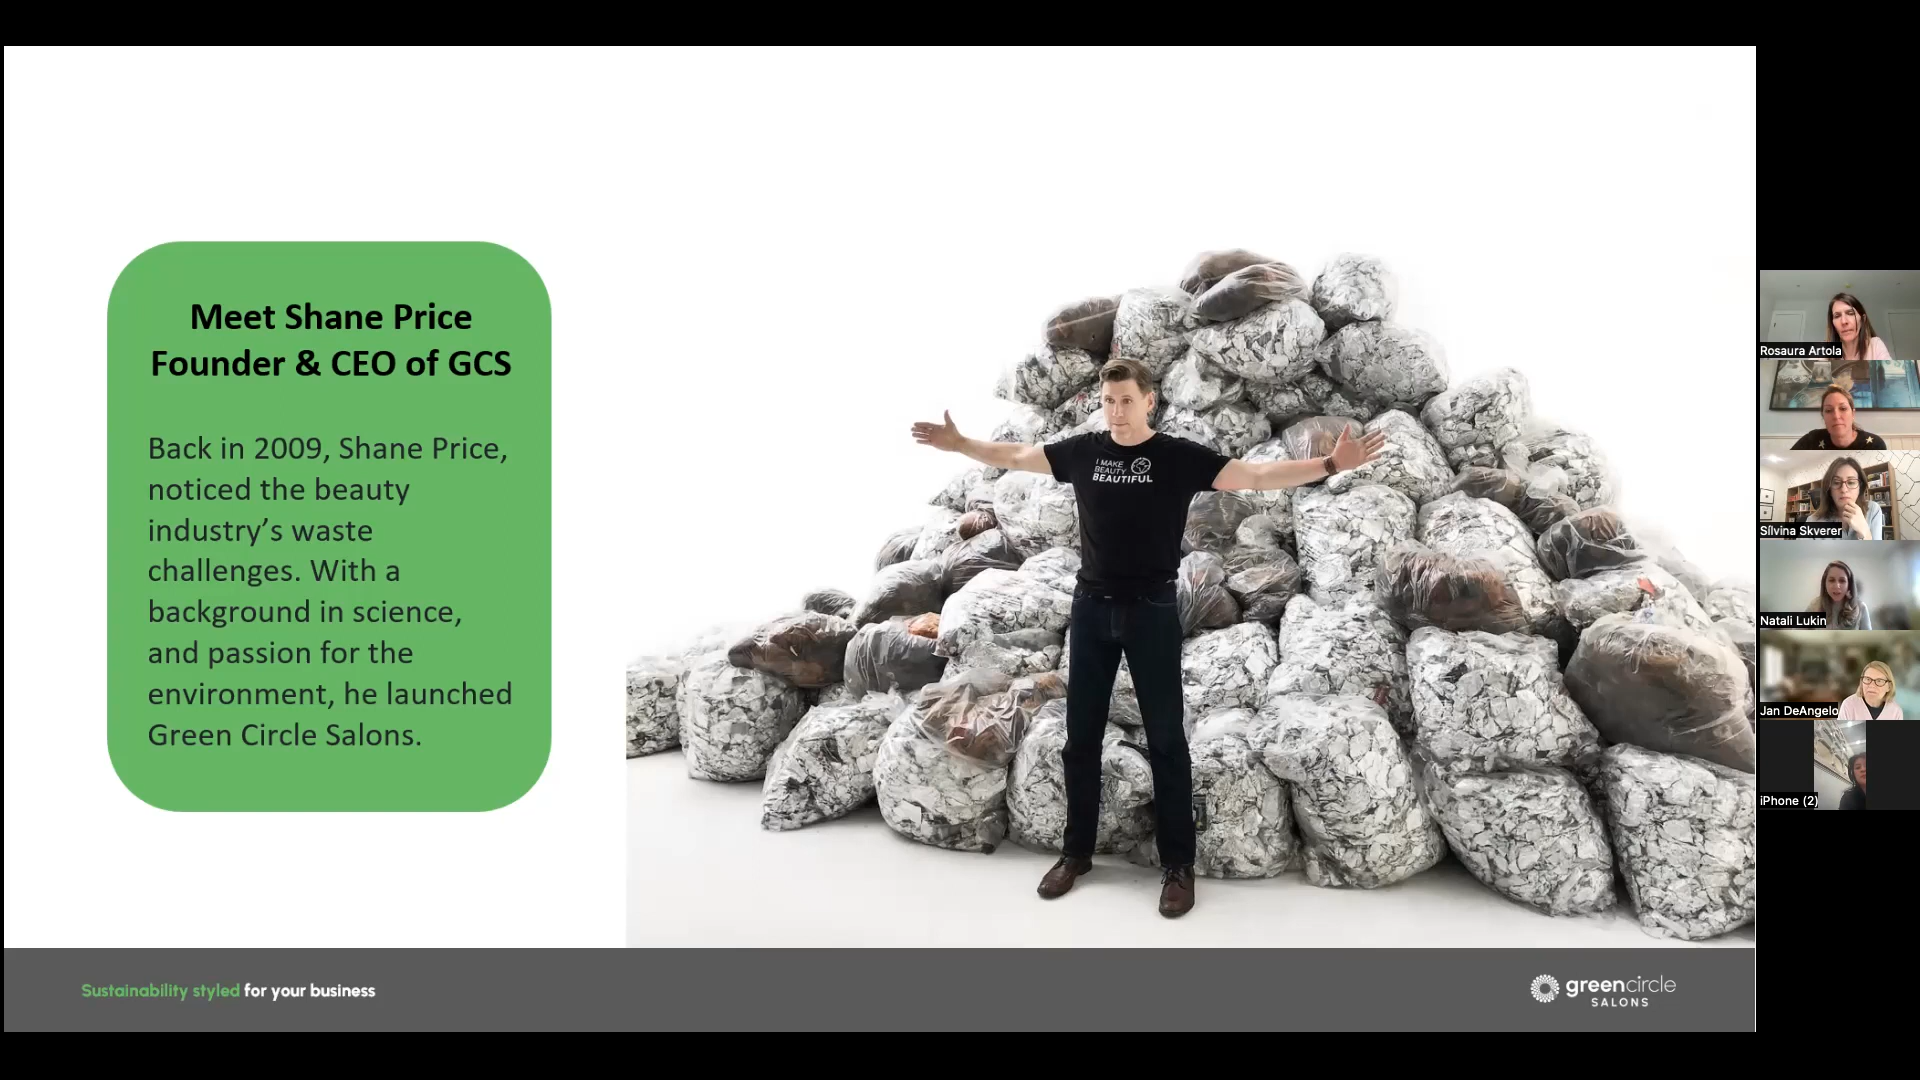 Meet Shane Price
Founder & CEO of GCS
Back in 2009, Shane Price,
noticed the beauty
industry’s waste
challenges. With a
background in science,
and passion for the
environment, he launched
Green Circle Salons.
I MAKE
BEAUTY
BEAUTIFUL
Sustainability styled for your business
greencircle
SALONS
Rosaura Artola
Silvina Skverer
Natali Lukin
Jan DeAngelo
iPhone (2)